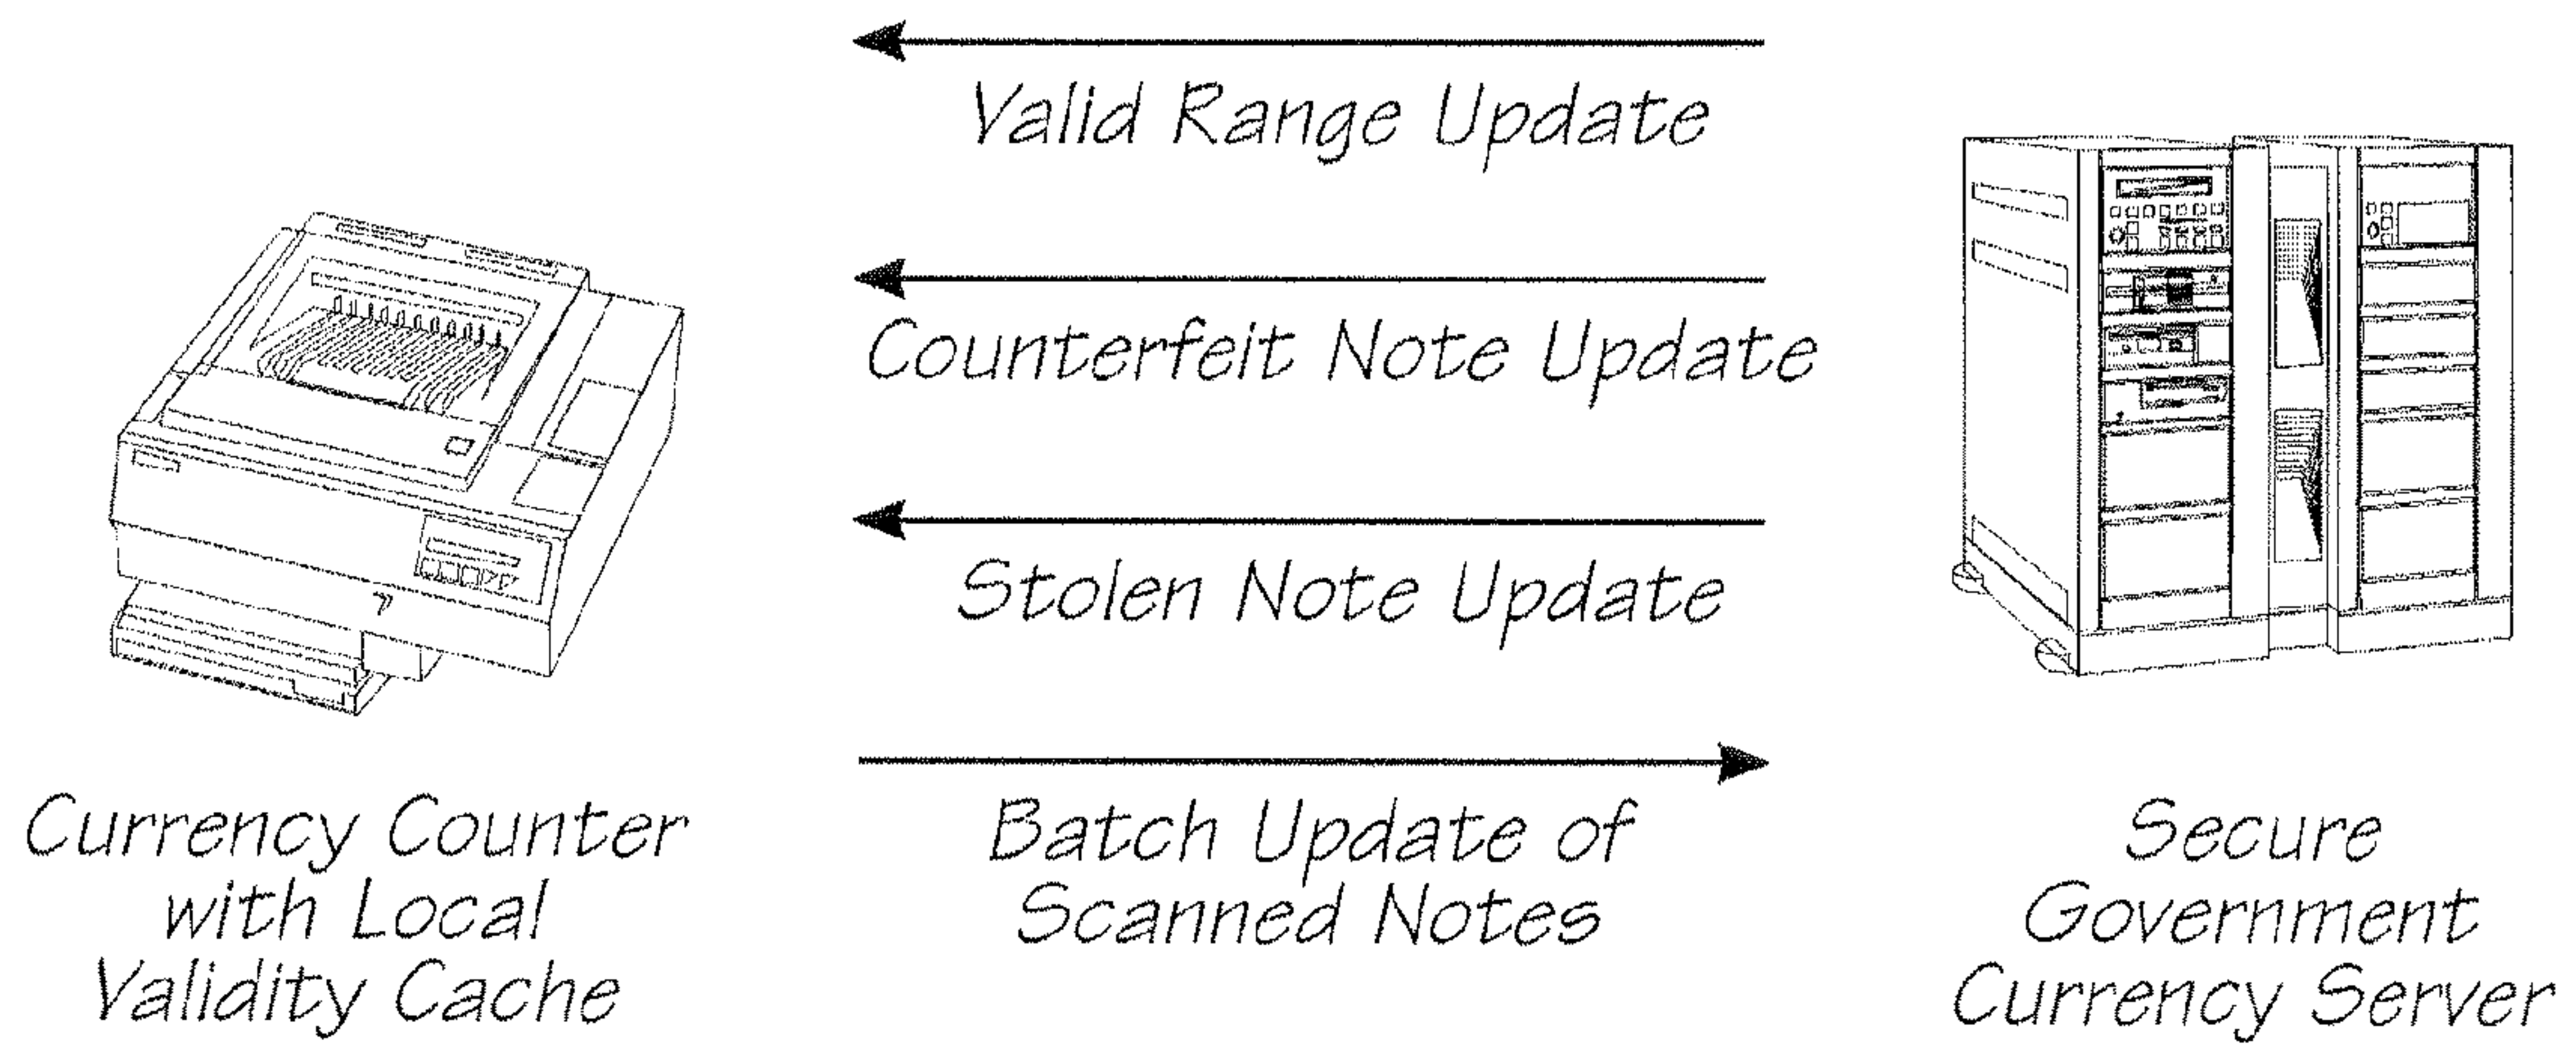 Valid Range Update
Counterfeit Note Update
Stolen Note Update
Batch Update of
Scanned Notes
Currency Counter
with Local
Validity Cache
Secure
Government
Currency Server